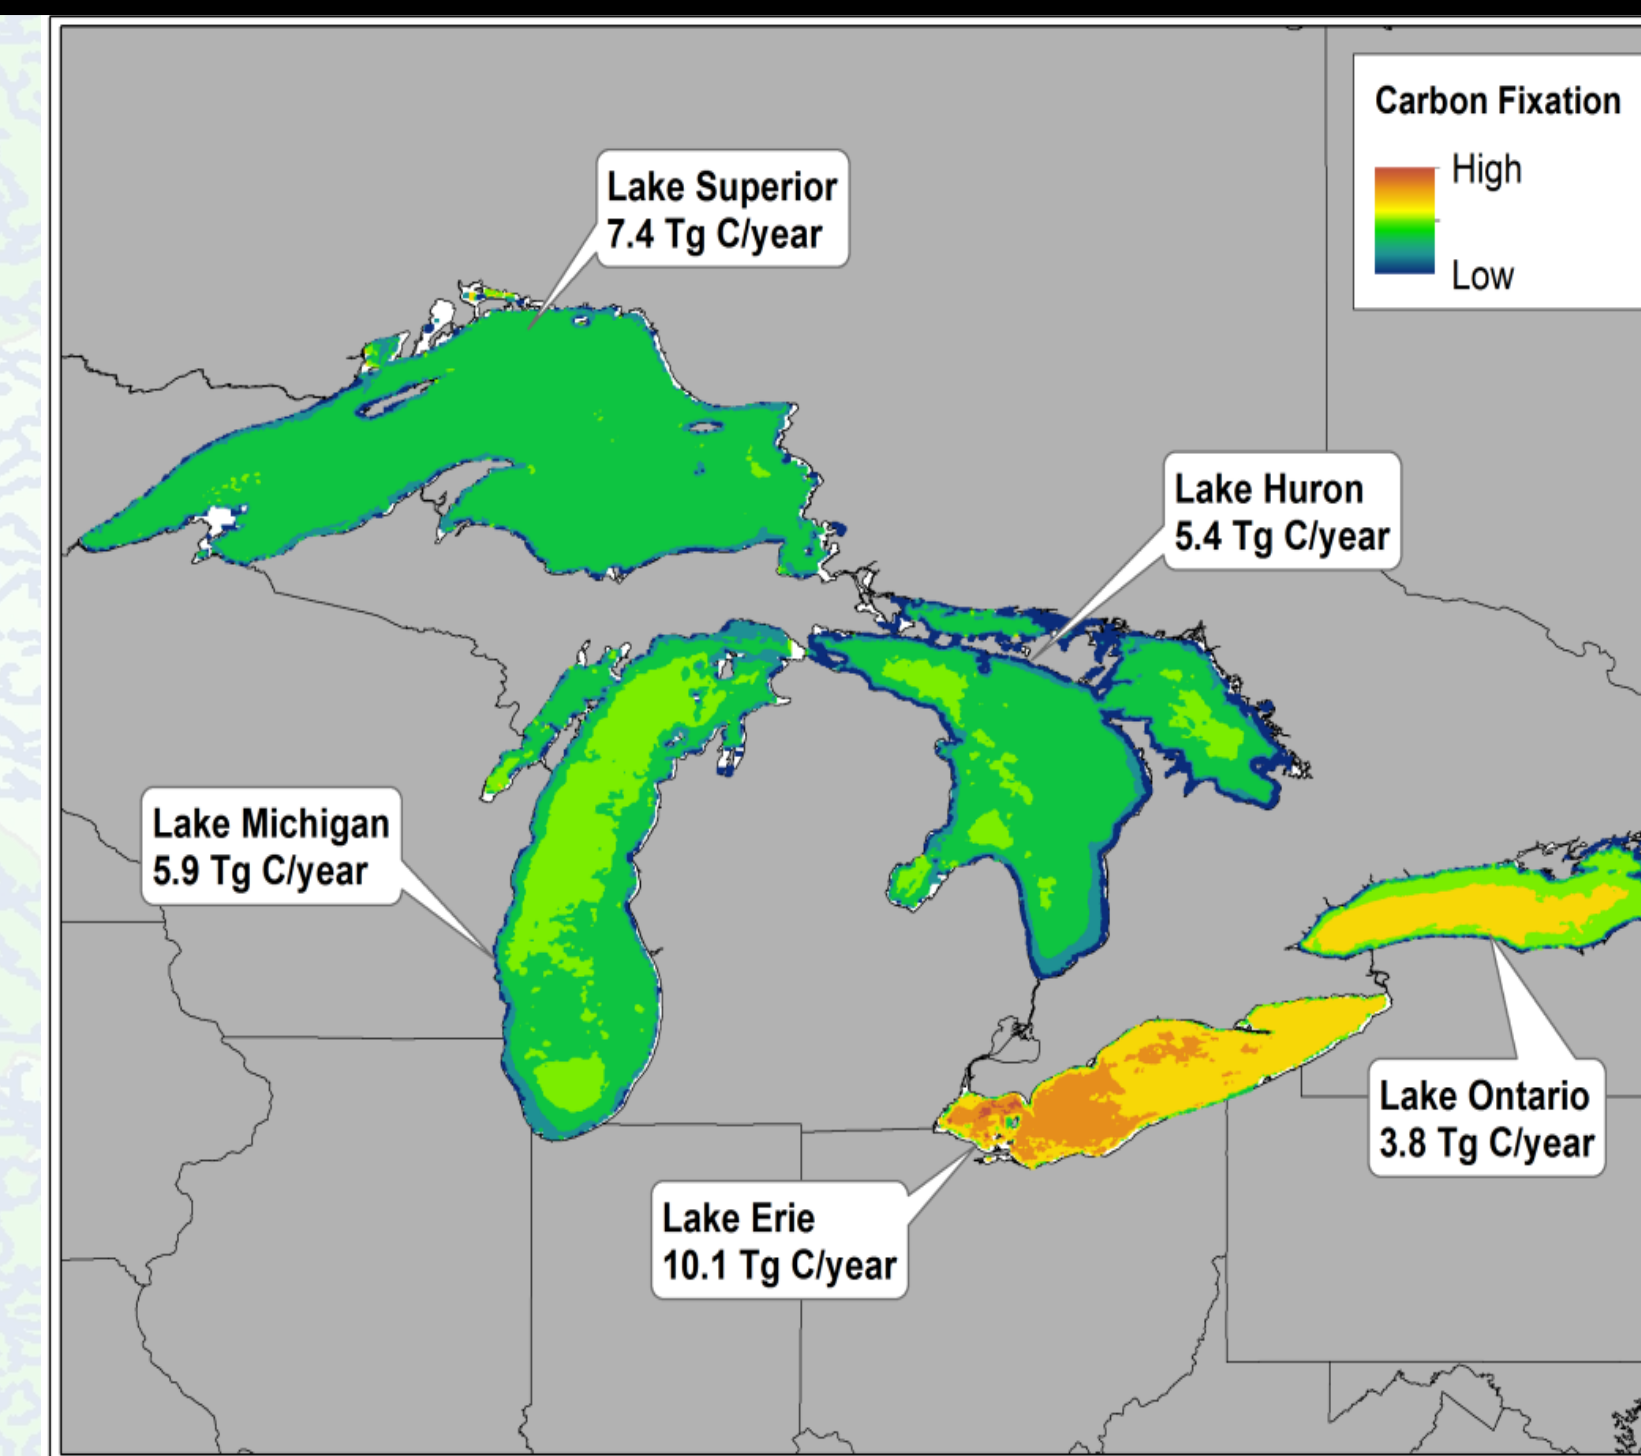 Carbon Fixation
High
Low
Lake Superior
7.4 Tg C/year
Lake Huron
5.4 Tg C/year
Lake Michigan
5.9 Tg C/year
Lake Ontario
3.8 Tg C/year
Lake Erie
10.1 Tg C/year